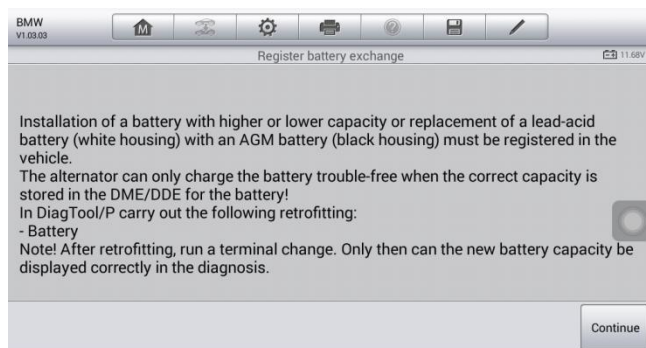 BMW
V1.03.03
Register battery exchange
11.68V
Installation of a battery with higher or lower capacity or replacement of a lead-acid
battery (white housing) with an AGM battery (black housing) must be registered in the
vehicle.
The alternator can only charge the battery trouble-free when the correct capacity is
stored in the DME/DDE for the battery!
In DiagTool/P carry out the following retrofitting:
- Battery
Note! After retrofitting, run a terminal change. Only then can the new battery capacity be
displayed correctly in the diagnosis.
Continue